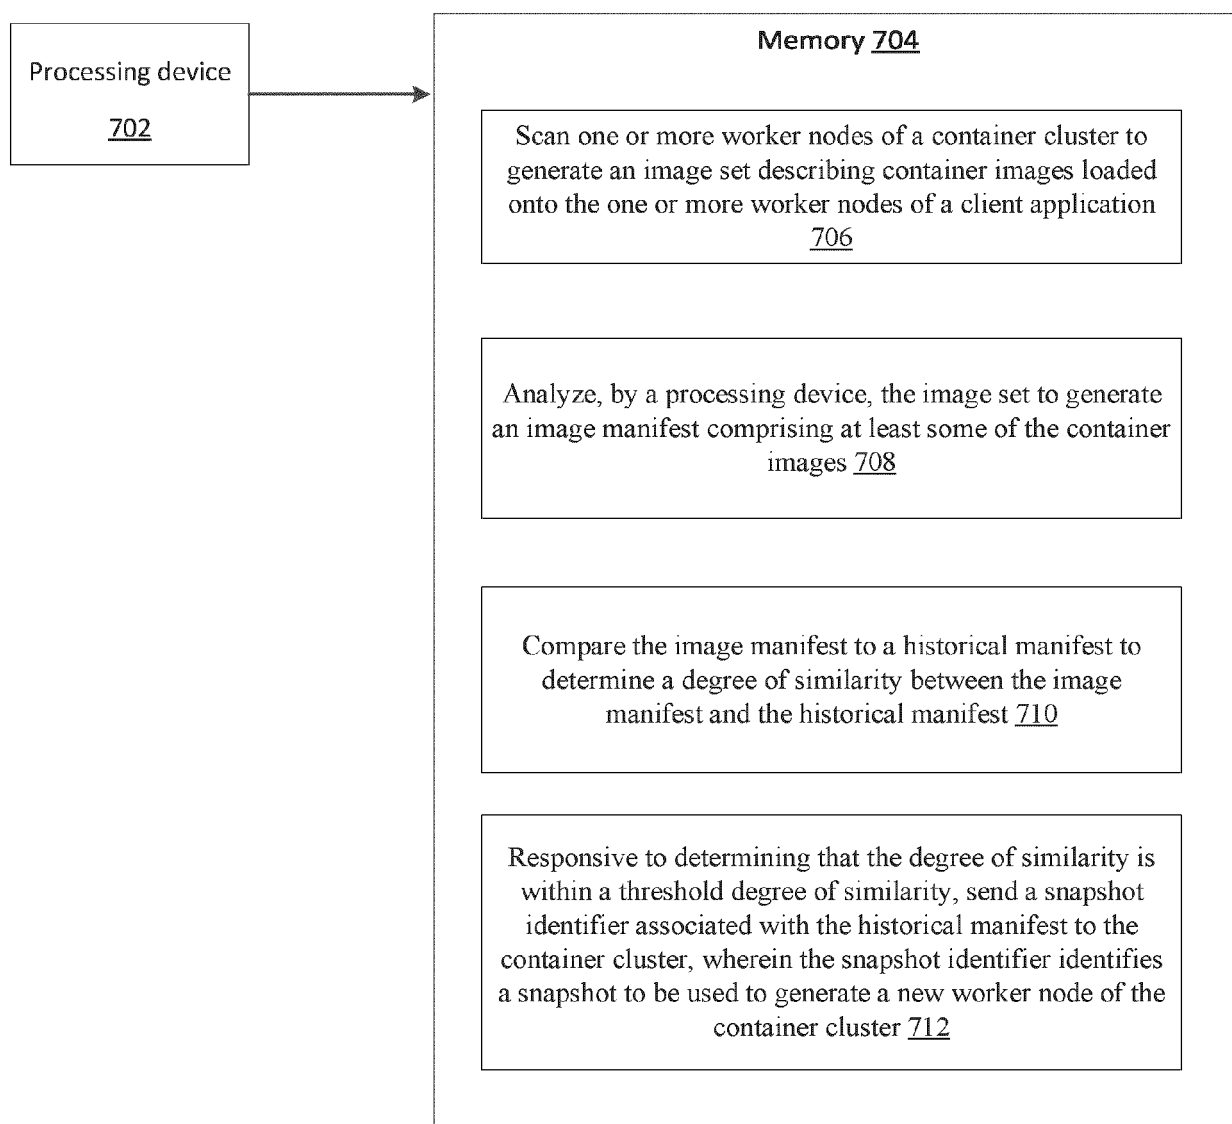 Processing device
702
Memory 704
Scan one or more worker nodes of a container cluster to
generate an image set describing container images loaded
onto the one or more worker nodes of a client application
706
Analyze, by a processing device, the image set to generate
an image manifest comprising at least some of the container
images 708
Compare the image manifest to a historical manifest to
determine a degree of similarity between the image
manifest and the historical manifest 710
Responsive to determining that the degree of similarity is
within a threshold degree of similarity, send a snapshot
identifier associated with the historical manifest to the
container cluster, wherein the snapshot identifier identifies
a snapshot to be used to generate a new worker node of the
container cluster 712